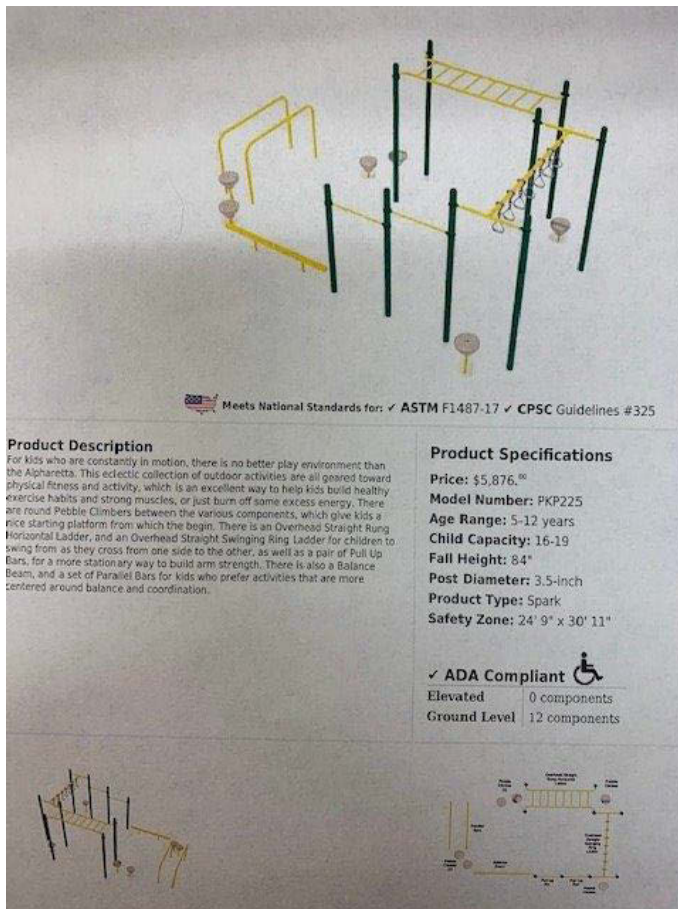 Meets National Standards for: ✓ ASTM F1487-17 ✓ CPSC Guidelines #325
Product Description
For kids who are constantly in motion, there is no better play environment than
the Alpharetta. This eclectic collection of outdoor activities are all geared toward
physical fitness and activity, which is an excellent way to help kids build healthy
exercise habits and strong muscles, or just burn off some excess energy. There
are round Pebble Climbers between the various components, which give kids a
nice starting platform from which the begin. There is an Overhead Straight Rung
Horizontal Ladder, and an Overhead Straight Swinging Ring Ladder for children to
swing from as they cross from one side to the other, as well as a pair of Pull Up
Bars, for a more stationary way to build arm strength. There is also a Balance
Beam, and a set of Parallel Bars for kids who prefer activities that are more
centered around balance and coordination.
Product Specifications
Price: $5,876.00
Model Number: PKP225
Age Range: 5-12 years
Child Capacity: 16-19
Fall Height: 84"
Post Diameter: 3.5-inch
Product Type: Spark
Safety Zone: 24' 9" x 30' 11"
✓ ADA Compliant
Elevated 0 components
Ground Level 12 components